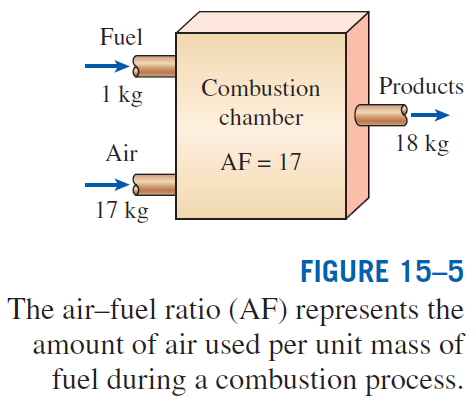 Fuel
1 kg
Air
17 kg
Combustion
chamber
AF = 17
Products
18 kg
FIGURE 15–5
The air–fuel ratio (AF) represents the
amount of air used per unit mass of
fuel during a combustion process.